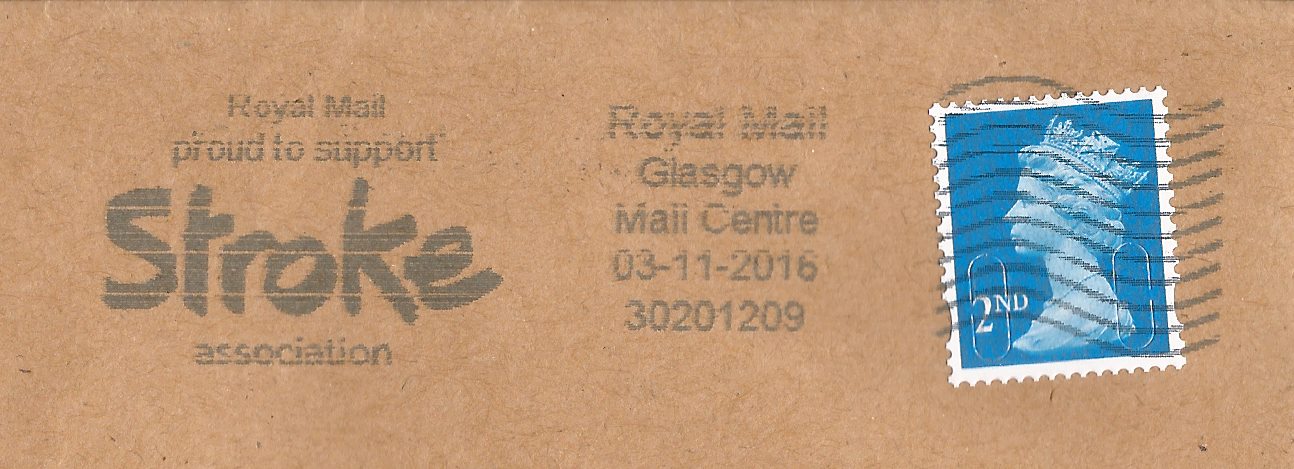 Royal Mail
proud to support
Stroke
association
Royal Mail
Glasgow
Mail Centre
03-11-2016
30201209
2ND